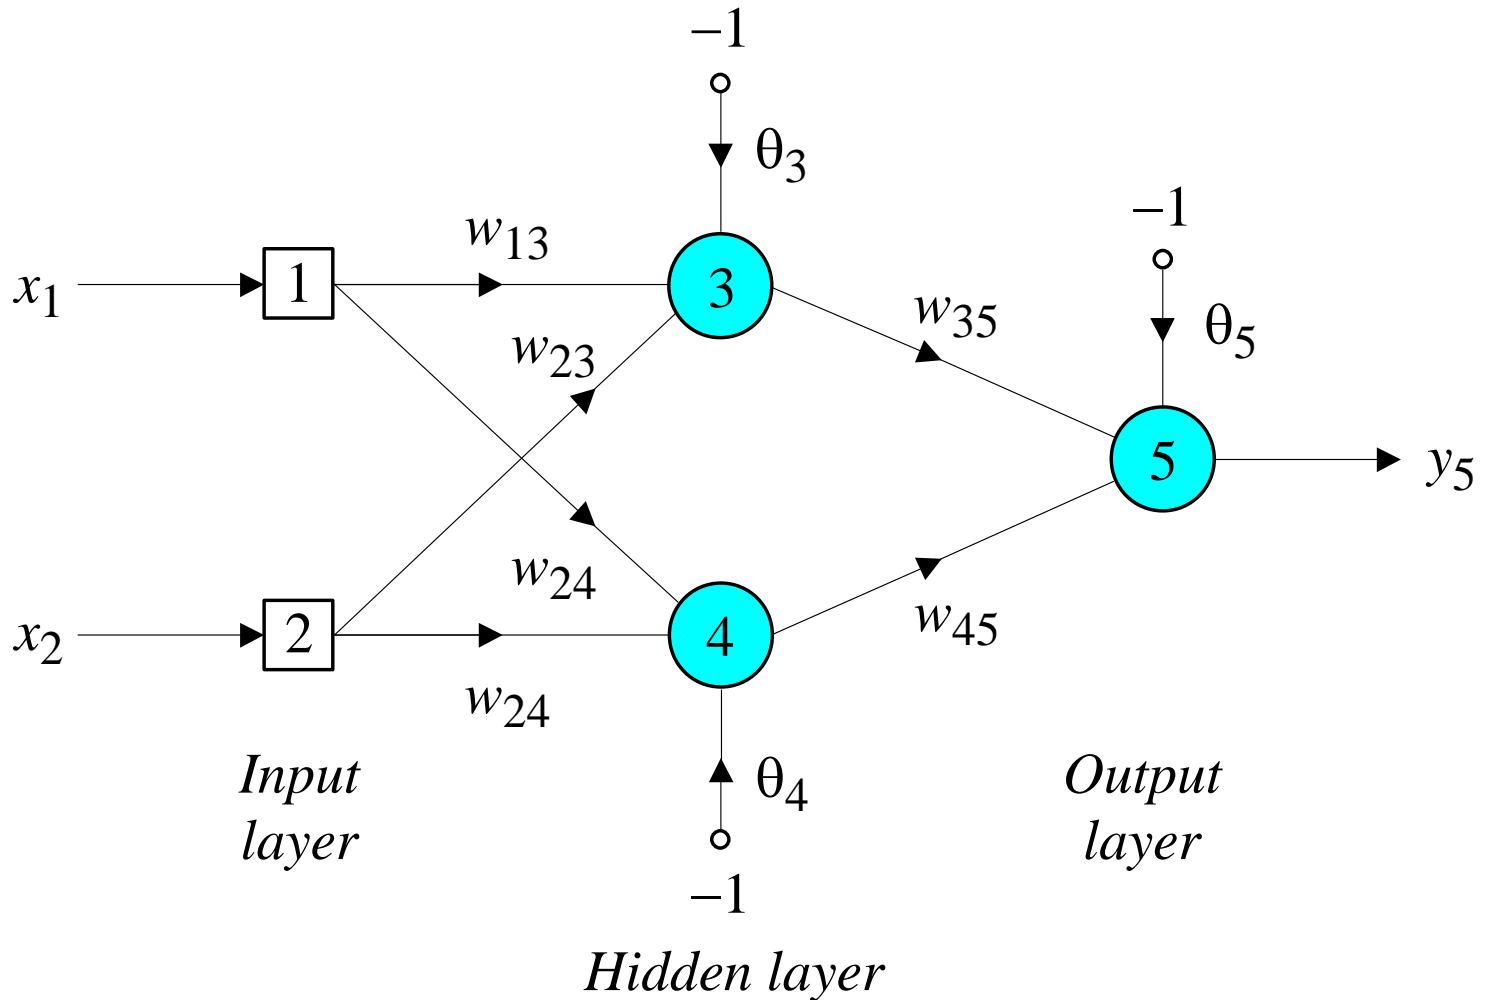 −1
θ3
−1
w13
x1
1
3
w35
θ5
w23
5
y5
w24
x2
2
4
w45
w24
Input
layer
θ4
Output
layer
−1
Hidden layer